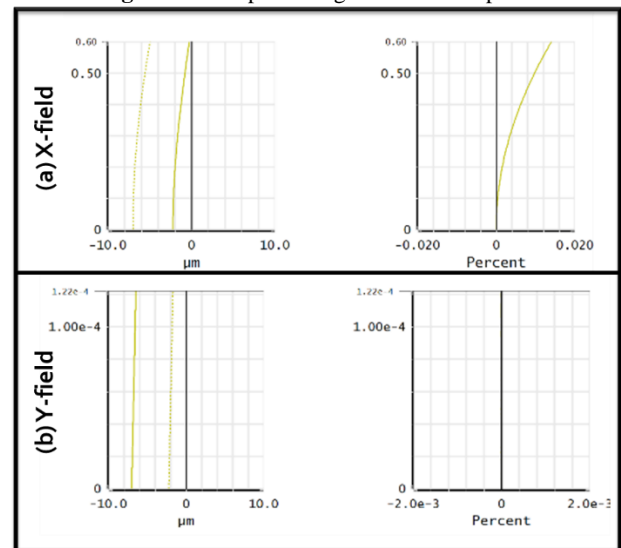 (a) X-field
0.60
0.50
0
-10.0 0 10.0
µm
0.60
0.50
0
-0.020 0 0.020
Percent
(b) Y-field
1.22e-4
1.00e-4
0
-10.0 0 10.0
µm
1.22e-4
1.00e-4
0
-2.0e-3 0 2.0e-3
Percent